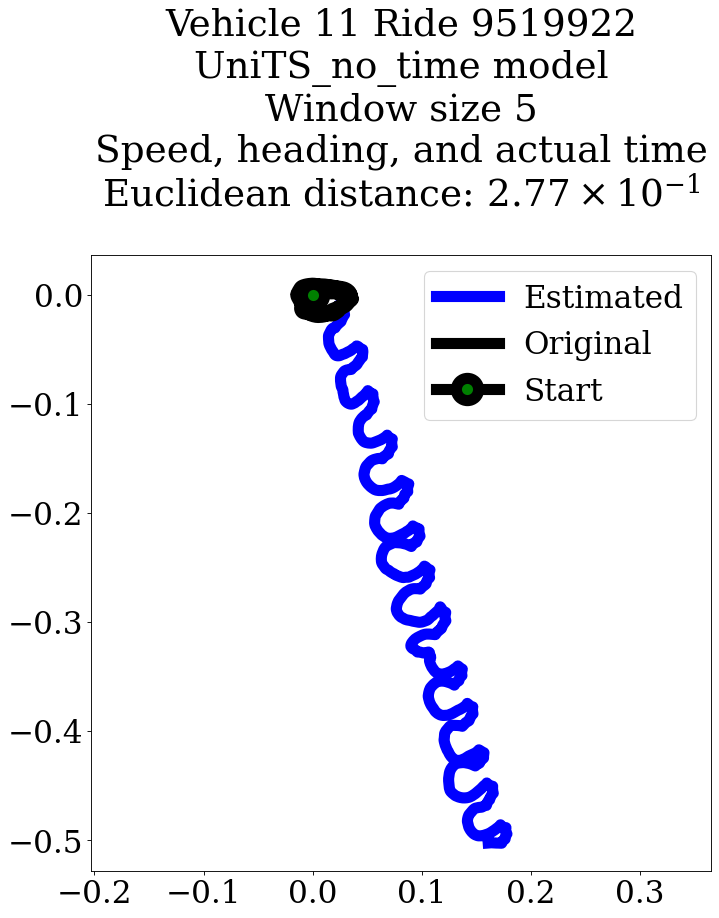 Vehicle 11 Ride 9519922
UniTS_no_time model
Window size 5
Speed, heading, and actual time
Euclidean distance: 2.77 × 10⁻¹
Estimated
Original
Start
0.0
−0.1
−0.2
−0.3
−0.4
−0.5
−0.2 −0.1 0.0 0.1 0.2 0.3